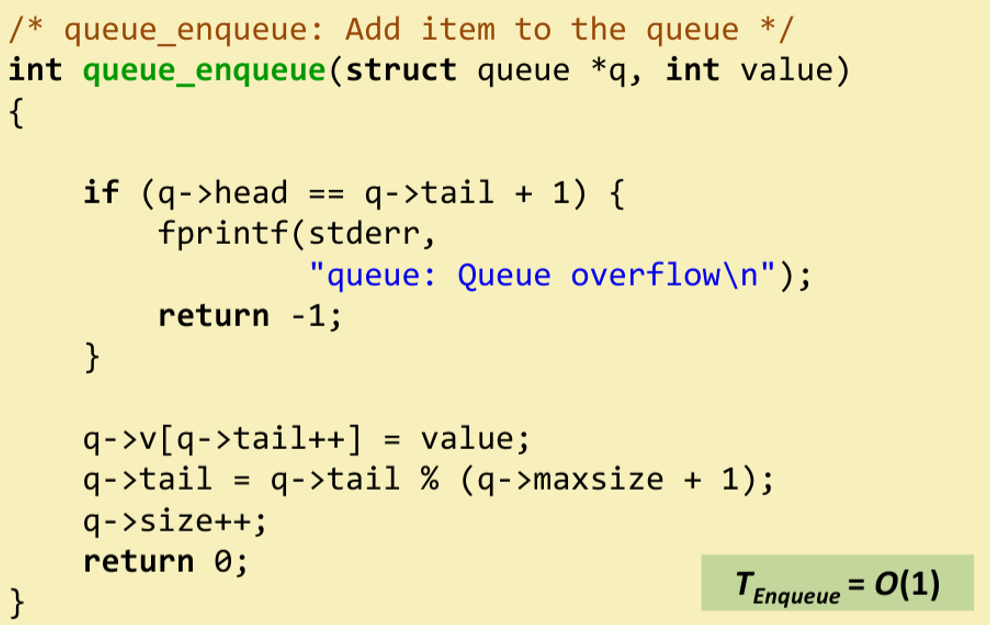 /* queue_enqueue: Add item to the queue */
int queue_enqueue(struct queue *q, int value)
{
    if (q->head == q->tail + 1) {
        fprintf(stderr,
                "queue: Queue overflow\n");
        return -1;
    }
    q->v[q->tail++] = value;
    q->tail = q->tail % (q->maxsize + 1);
    q->size++;
    return 0;
}
T Enqueue = O(1)